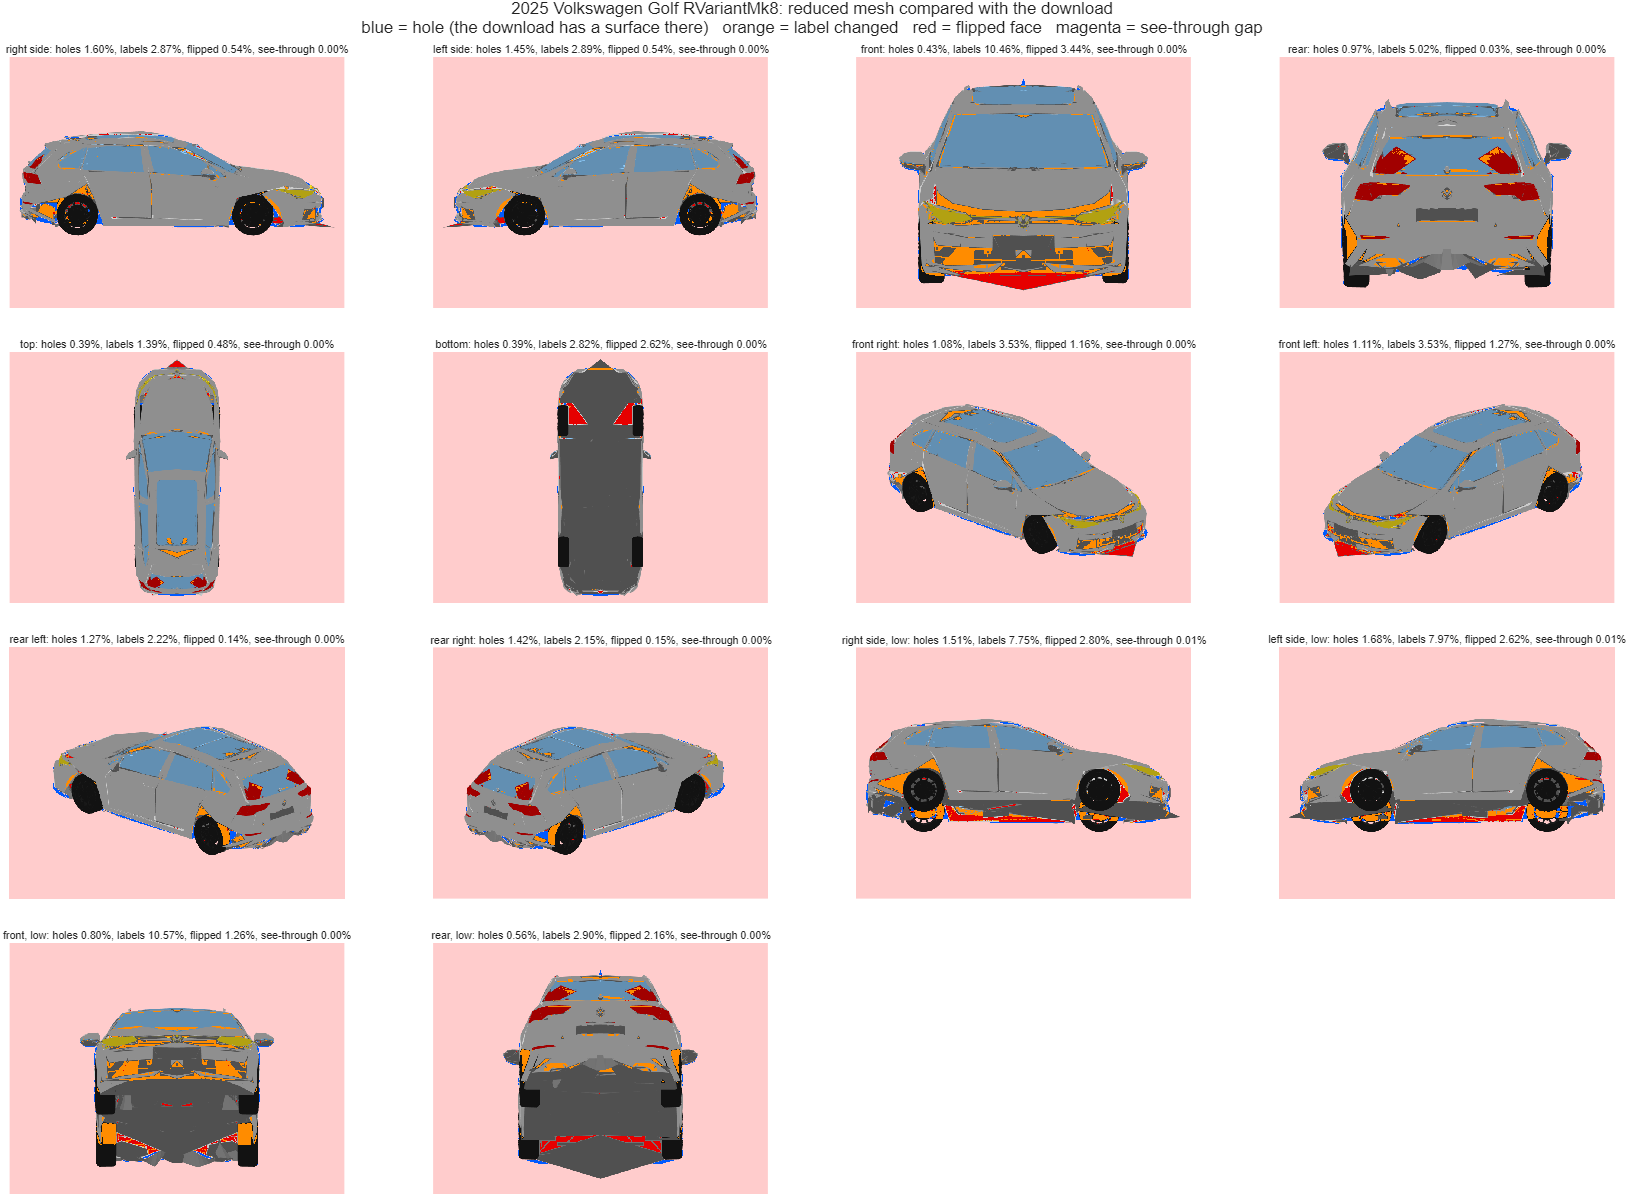 2025 Volkswagen Golf RVariantMk8: reduced mesh compared with the download
blue = hole (the download has a surface there)   orange = label changed   red = flipped face   magenta = see-through gap
right side: holes 1.60%, labels 2.87%, flipped 0.54%, see-through 0.00%
left side: holes 1.45%, labels 2.89%, flipped 0.54%, see-through 0.00%
front: holes 0.43%, labels 10.46%, flipped 3.44%, see-through 0.00%
rear: holes 0.97%, labels 5.02%, flipped 0.03%, see-through 0.00%
top: holes 0.39%, labels 1.39%, flipped 0.48%, see-through 0.00%
bottom: holes 0.39%, labels 2.82%, flipped 2.62%, see-through 0.00%
front right: holes 1.08%, labels 3.53%, flipped 1.16%, see-through 0.00%
front left: holes 1.11%, labels 3.53%, flipped 1.27%, see-through 0.00%
rear left: holes 1.27%, labels 2.22%, flipped 0.14%, see-through 0.00%
rear right: holes 1.42%, labels 2.15%, flipped 0.15%, see-through 0.00%
right side, low: holes 1.51%, labels 7.75%, flipped 2.80%, see-through 0.01%
left side, low: holes 1.68%, labels 7.97%, flipped 2.62%, see-through 0.01%
front, low: holes 0.80%, labels 10.57%, flipped 1.26%, see-through 0.00%
rear, low: holes 0.56%, labels 2.90%, flipped 2.16%, see-through 0.00%